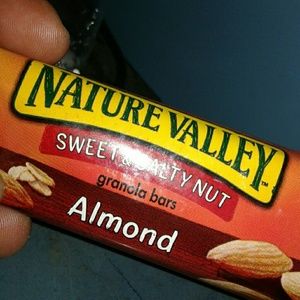 NATURE VALLEY
SWEET & SALTY NUT
granola bars
Almond